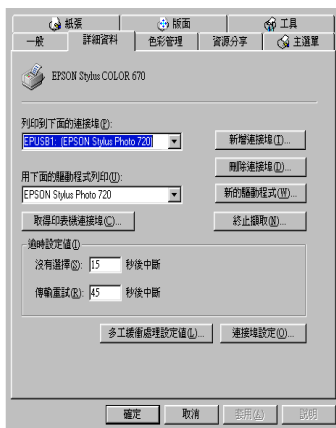 紙張 版面 工具
一般 詳細資料 色彩管理 資源分享 主選單
EPSON Stylus COLOR 670
列印到下面的連接埠(P):
EPUSB1: (EPSON Stylus Photo 720)
新增連接埠(T)...
刪除連接埠(D)...
用下面的驅動程式列印(U):
EPSON Stylus Photo 720
新的驅動程式(W)...
取得印表機連接埠(C)... 終止擷取(N)...
逾時設定值(I)
沒有選擇(S): 15 秒後中斷
傳輸重試(R): 45 秒後中斷
多工緩衝處理設定值(L)... 連接埠設定(O)...
確定 取消 套用(A) 說明